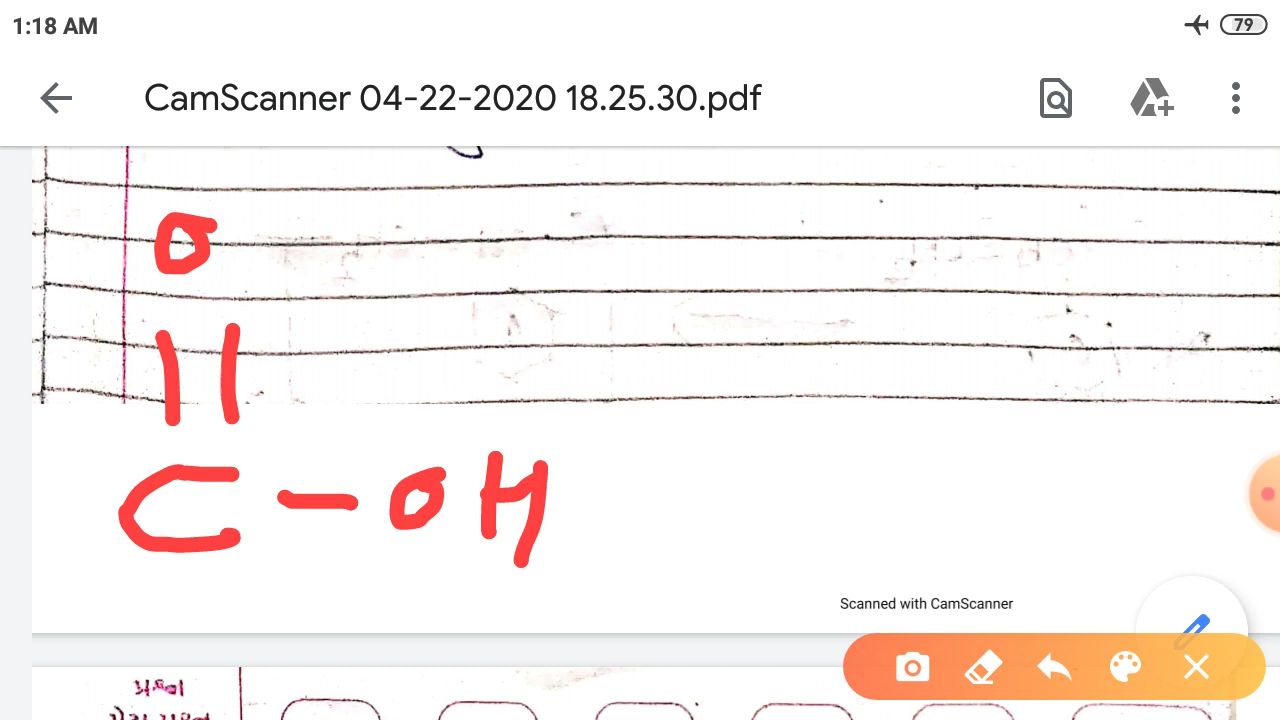 1:18 AM
79
CamScanner 04-22-2020 18.25.30.pdf
O
||
C - OH
Scanned with CamScanner